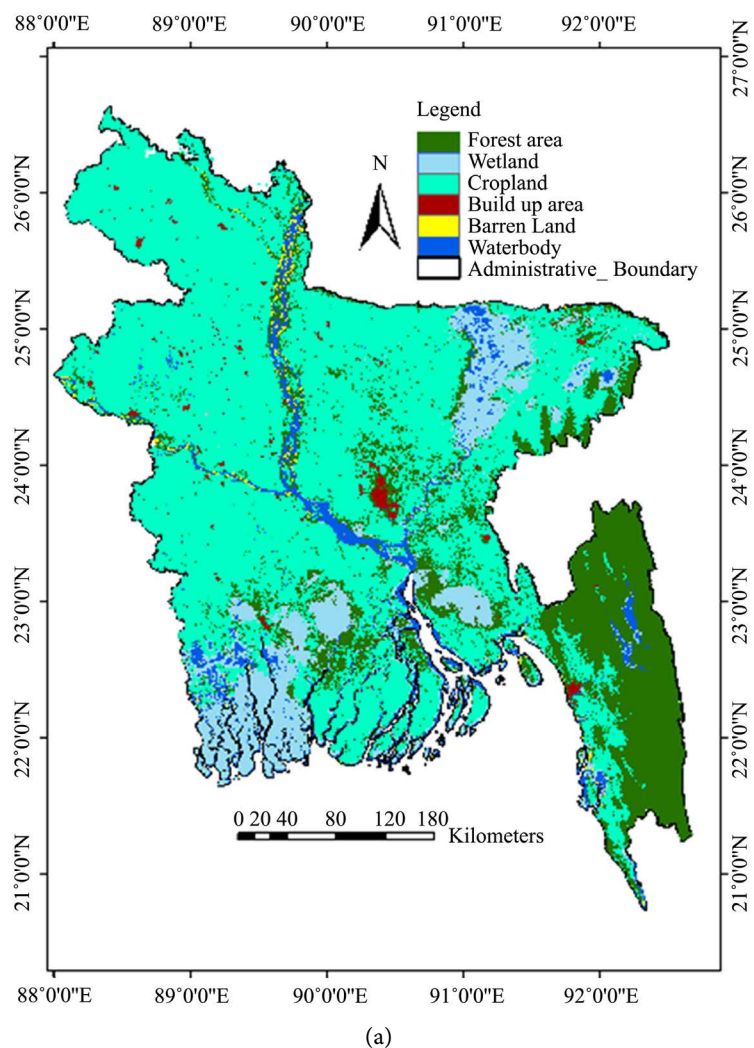 88°0'0"E 89°0'0"E 90°0'0"E 91°0'0"E 92°0'0"E
27°0'0"N
Legend
Forest area
Wetland
Cropland
Build up area
Barren Land
Waterbody
Administrative_ Boundary
N
26°0'0"N 26°0'0"N
25°0'0"N 25°0'0"N
24°0'0"N 24°0'0"N
23°0'0"N 23°0'0"N
22°0'0"N 22°0'0"N
0 20 40 80 120 180
Kilometers
21°0'0"N 21°0'0"N
88°0'0"E 89°0'0"E 90°0'0"E 91°0'0"E 92°0'0"E
(a)